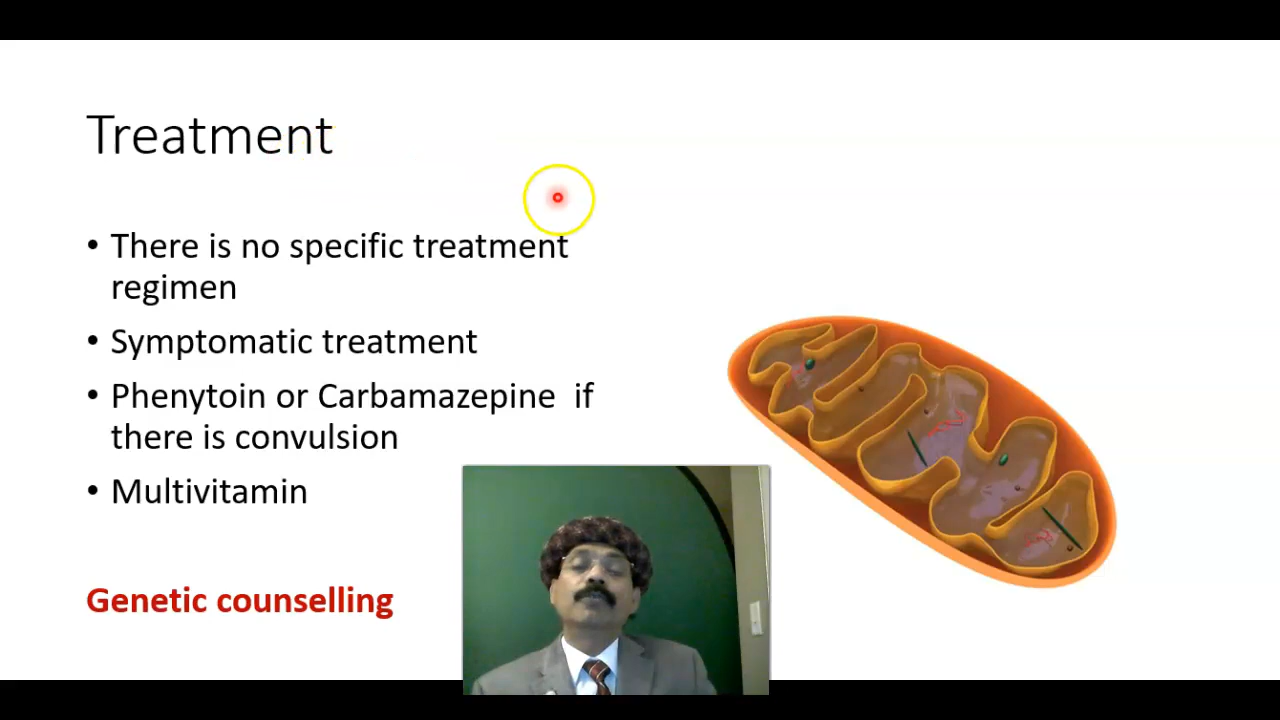 Treatment
• There is no specific treatment
regimen
• Symptomatic treatment
• Phenytoin or Carbamazepine  if
there is convulsion
• Multivitamin
Genetic counselling